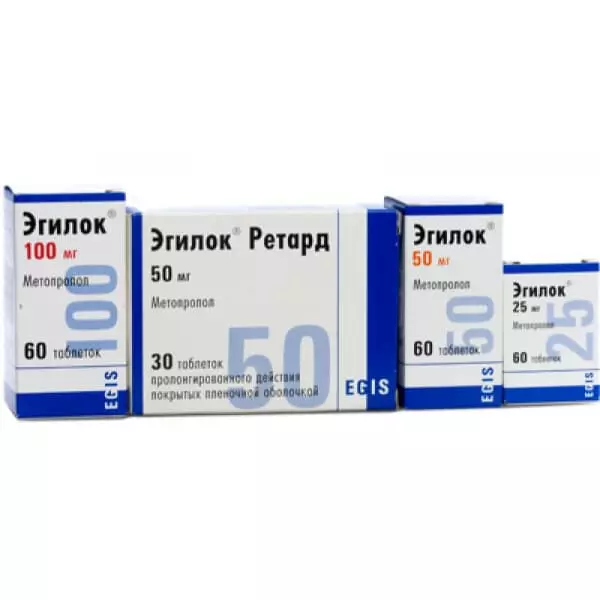 Эгилок®
100 мг
Метопролол
60 таблеток
100
EGIS
Эгилок® Ретард
50 мг
Метопролол
30 таблеток
пролонгированного действия
покрытых пленочной оболочкой
50
EGIS
Эгилок®
50 мг
Метопролол
60 таблеток
50
EGIS
Эгилок®
25 мг
Метопролол
60 таблеток
25
EGIS